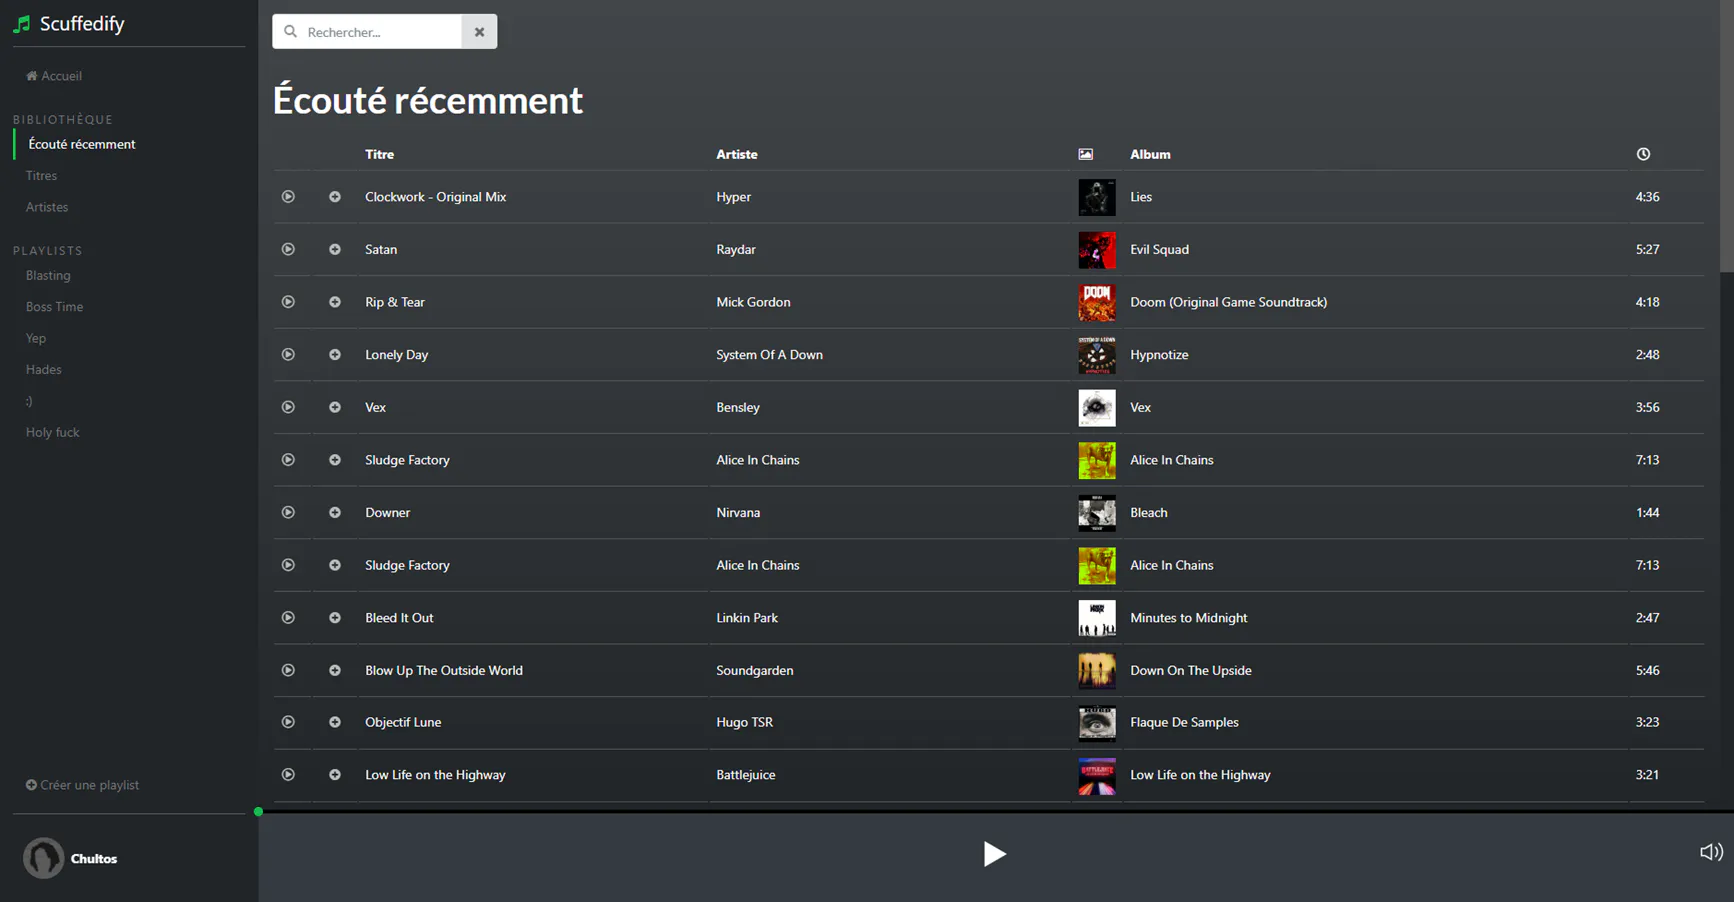 Scuffedify
Accueil
BIBLIOTHÈQUE
Écouté récemment
Titres
Artistes
PLAYLISTS
Blasting
Boss Time
Yep
Hades
:)
Holy fuck
Créer une playlist
Chultos
Rechercher...
Écouté récemment
Titre Artiste Album
Clockwork - Original Mix Hyper Lies 4:36
Satan Raydar Evil Squad 5:27
Rip & Tear Mick Gordon DOOM Doom (Original Game Soundtrack) 4:18
Lonely Day System Of A Down SYSTEM OF A DOWN HYPNOTIZE Hypnotize 2:48
Vex Bensley Vex 3:56
Sludge Factory Alice In Chains Alice In Chains 7:13
Downer Nirvana Bleach 1:44
Sludge Factory Alice In Chains Alice In Chains 7:13
Bleed It Out Linkin Park Minutes to Midnight 2:47
Blow Up The Outside World Soundgarden Down On The Upside 5:46
Objectif Lune Hugo TSR Flaque De Samples 3:23
Low Life on the Highway Battlejuice BATTLEJUICE Low Life on the Highway 3:21